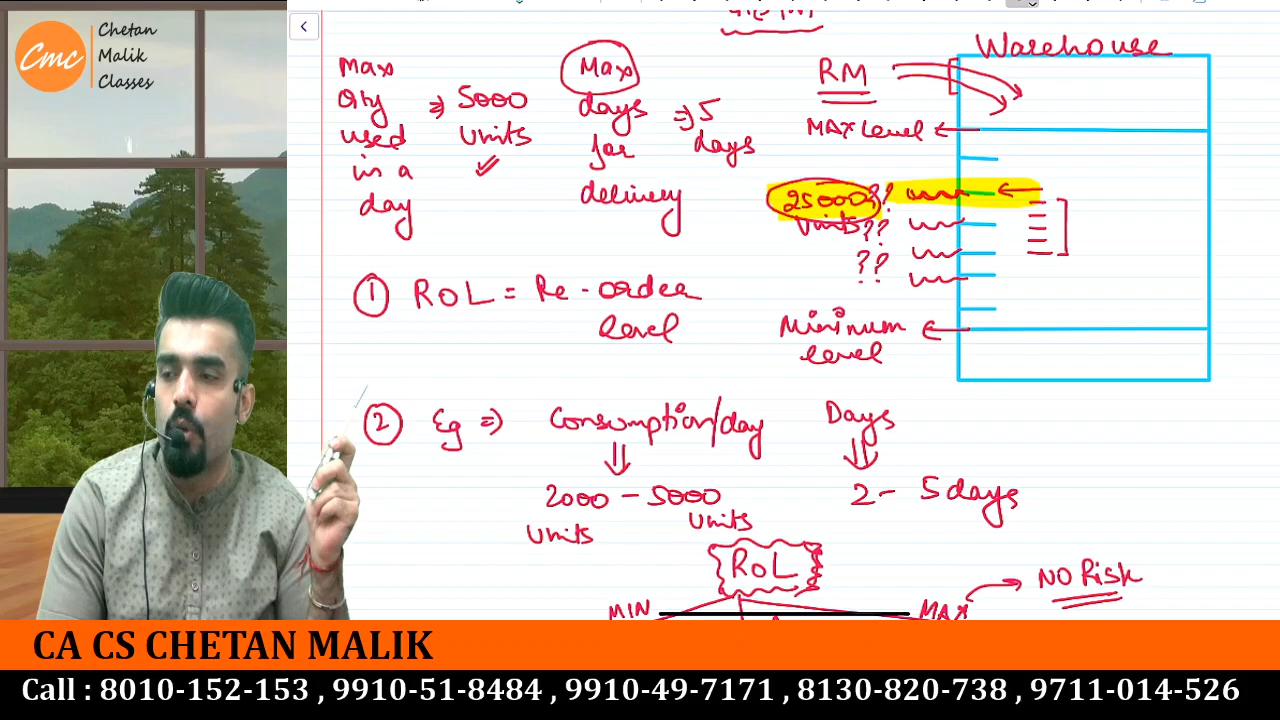 Cmc
Chetan
Malik
Classes
Max
Qty
used
in a
day
⇒ 5000
Units
Max
days
for
delivery
⇒ 5
days
Warehouse
RM
MAX Level
25000
Units
??
??
??
Minimum
level
① ROL = Re-order
level
② Eg ⇒ Consumption/day Days
2000 - 5000 2 - 5 days
Units Units
ROL
MIN MAX
NO Risk
CA CS CHETAN MALIK
Call : 8010-152-153 , 9910-51-8484 , 9910-49-7171 , 8130-820-738 , 9711-014-526